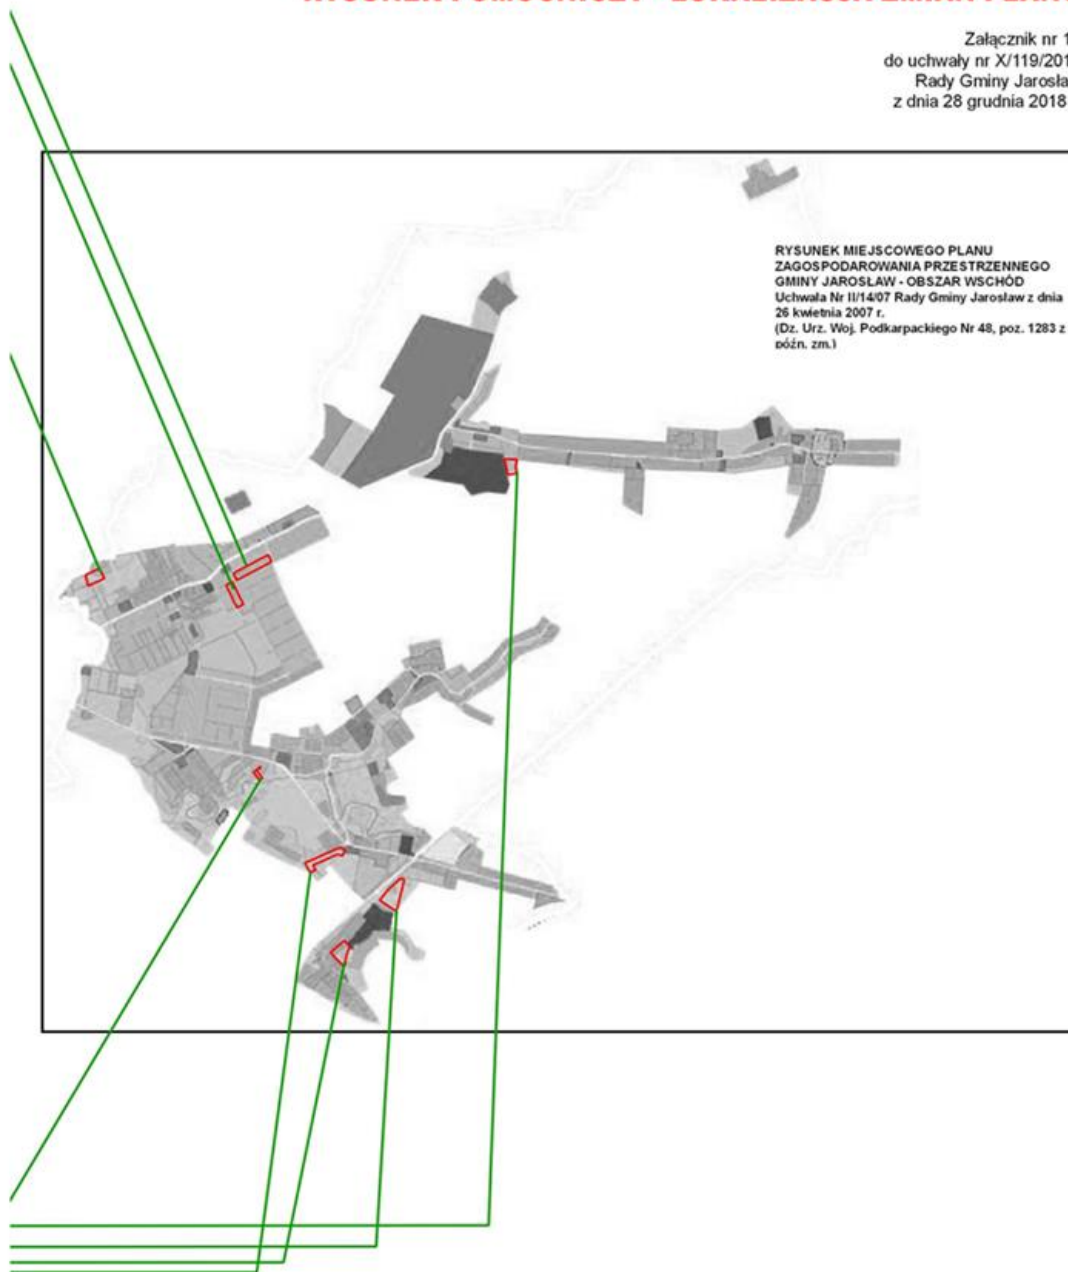 Załącznik nr 1
do uchwały nr X/119/201
Rady Gminy Jarosła
z dnia 28 grudnia 2018
RYSUNEK MIEJSCOWEGO PLANU
ZAGOSPODAROWANIA PRZESTRZENNEGO
GMINY JAROSŁAW - OBSZAR WSCHÓD
Uchwała Nr II/14/07 Rady Gminy Jarosław z dnia
26 kwietnia 2007 r.
(Dz. Urz. Woj. Podkarpackiego Nr 48, poz. 1283 z
późn. zm.)